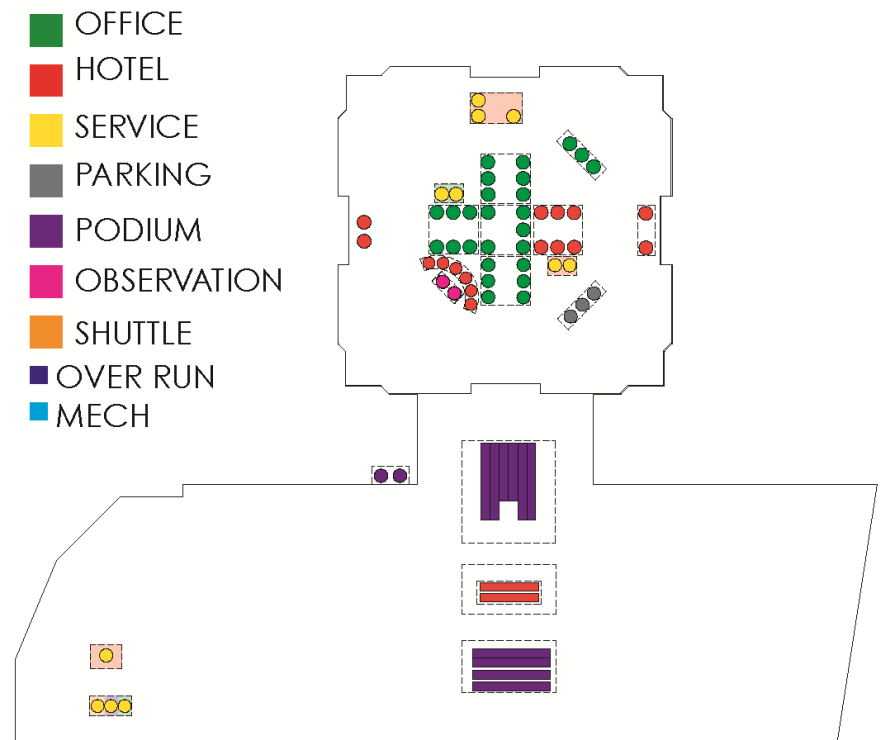 OFFICE
HOTEL
SERVICE
PARKING
PODIUM
OBSERVATION
SHUTTLE
OVER RUN
MECH